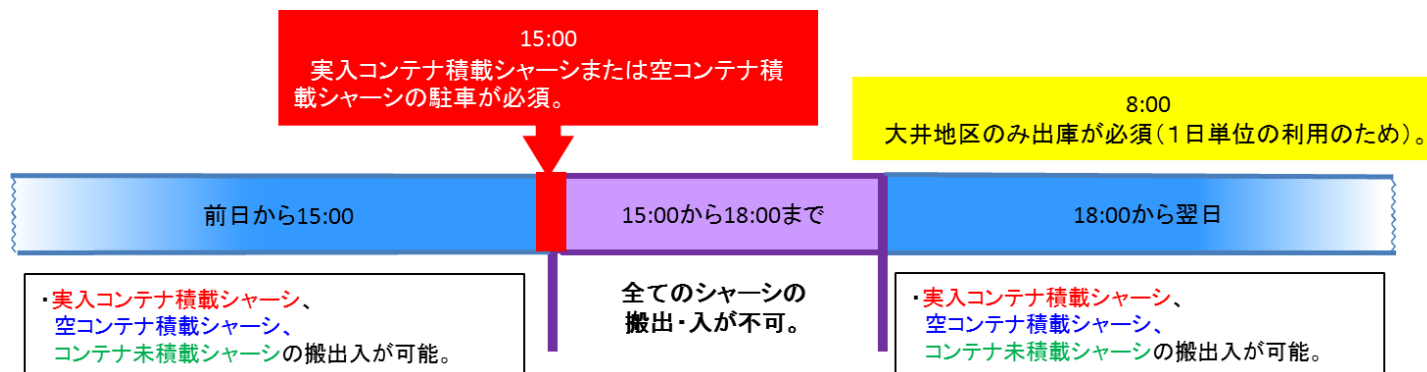 15:00
実入コンテナ積載シャーシまたは空コンテナ積
載シャーシの駐車が必須。
8:00
大井地区のみ出庫が必須(1日単位の利用のため)。
前日から15:00
15:00から18:00まで
18:00から翌日
・実入コンテナ積載シャーシ、
空コンテナ積載シャーシ、
コンテナ未積載シャーシの搬出入が可能。
全てのシャーシの
搬出・入が不可。
・実入コンテナ積載シャーシ、
空コンテナ積載シャーシ、
コンテナ未積載シャーシの搬出入が可能。